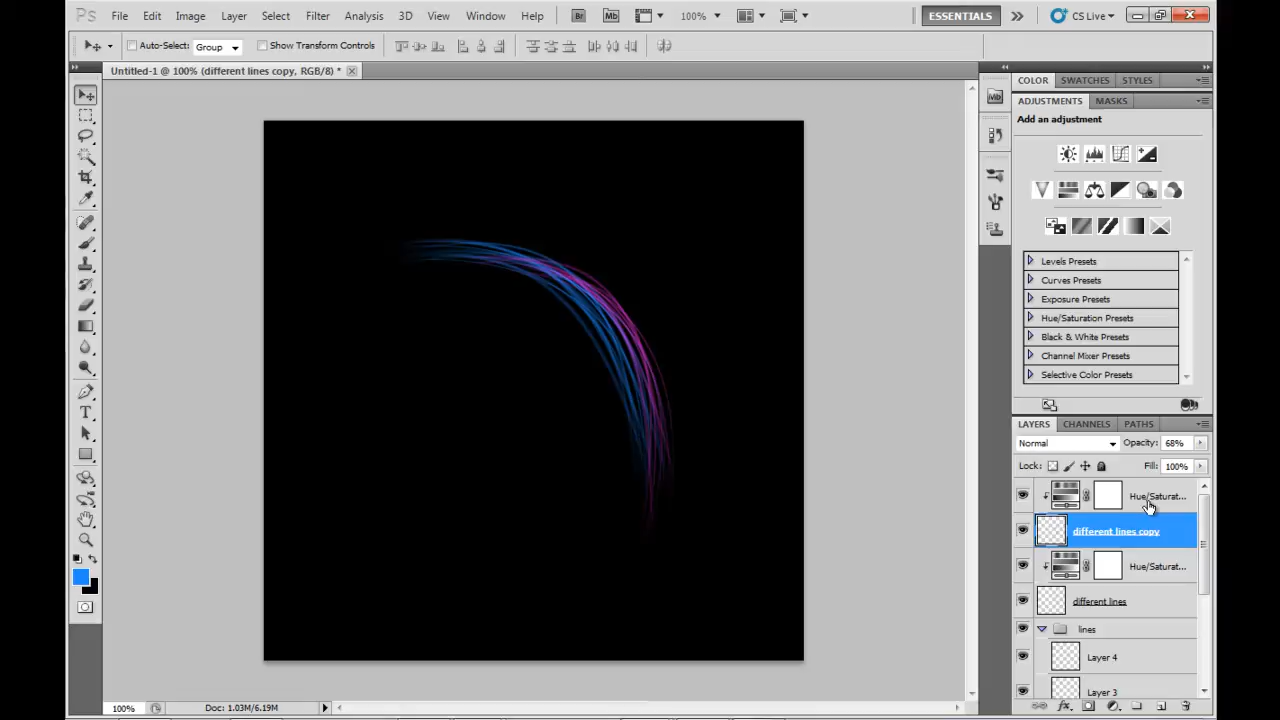 Ps File Edit Image Layer Select Filter Analysis 3D View Window Help Br Mb 100% ESSENTIALS CS Live
Auto-Select: Group Show Transform Controls
Untitled-1 @ 100% (different lines copy, RGB/8) *
COLOR SWATCHES STYLES
ADJUSTMENTS MASKS
Add an adjustment
Levels Presets
Curves Presets
Exposure Presets
Hue/Saturation Presets
Black & White Presets
Channel Mixer Presets
Selective Color Presets
LAYERS CHANNELS PATHS
Normal Opacity: 68%
Lock: Fill: 100%
Hue/Saturat...
different lines copy
Hue/Saturat...
different lines
lines
Layer 4
Layer 3
100% Doc: 1.03M/6.19M